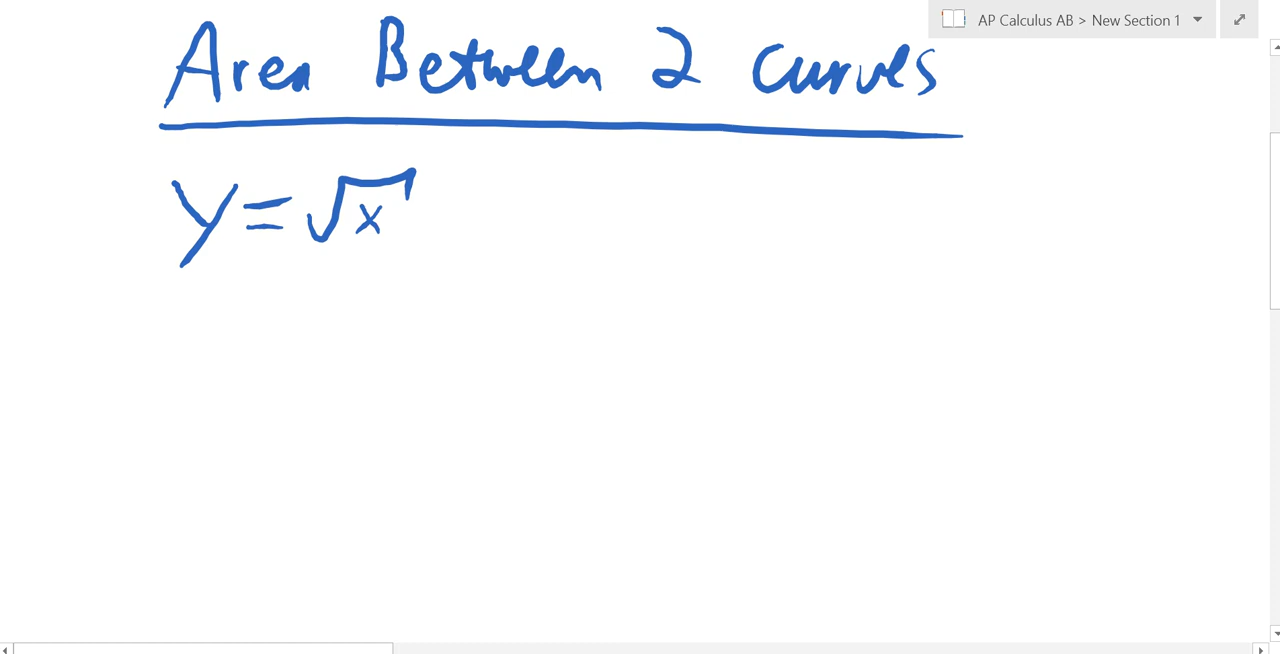 AP Calculus AB > New Section 1
Area Between 2 curves
y=√x